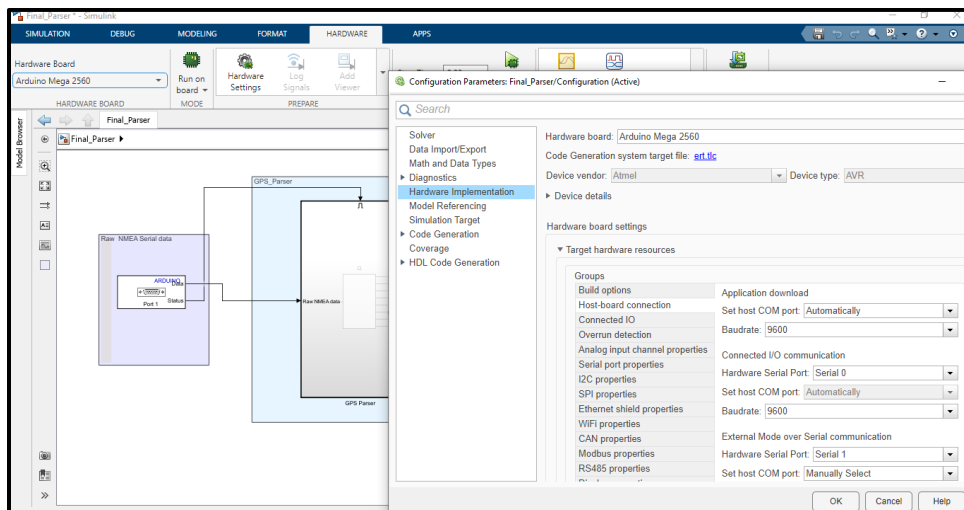 Final_Parser * - Simulink
SIMULATION DEBUG MODELING FORMAT HARDWARE APPS
Hardware Board
Arduino Mega 2560
Run on
board
Hardware
Settings
Log
Signals
Add
Viewer
HARDWARE BOARD MODE PREPARE
Model Browser
Final_Parser
Final_Parser
GPS_Parser
Raw NMEA Serial data
ARDUINO
Data
Status
Port 1
Raw NMEA data
GPS Parser
Configuration Parameters: Final_Parser/Configuration (Active)
Search
Solver
Data Import/Export
Math and Data Types
Diagnostics
Hardware Implementation
Model Referencing
Simulation Target
Code Generation
Coverage
HDL Code Generation
Hardware board: Arduino Mega 2560
Code Generation system target file: ert.tlc
Device vendor: Atmel Device type: AVR
Device details
Hardware board settings
Target hardware resources
Groups
Build options
Host-board connection
Connected IO
Overrun detection
Analog input channel properties
Serial port properties
I2C properties
SPI properties
Ethernet shield properties
WiFi properties
CAN properties
Modbus properties
RS485 properties
Application download
Set host COM port: Automatically
Baudrate: 9600
Connected I/O communication
Hardware Serial Port: Serial 0
Set host COM port: Automatically
Baudrate: 9600
External Mode over Serial communication
Hardware Serial Port: Serial 1
Set host COM port: Manually Select
OK Cancel Help